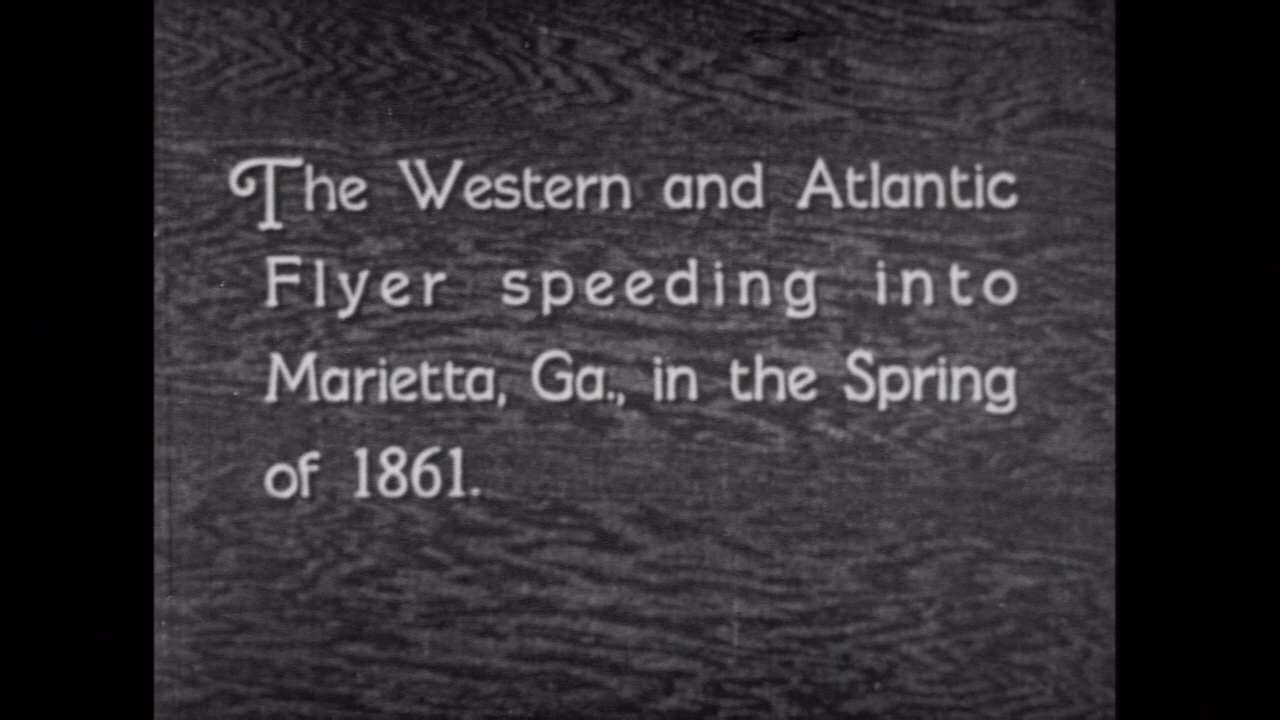 The Western and Atlantic
Flyer speeding into
Marietta, Ga., in the Spring
of 1861.